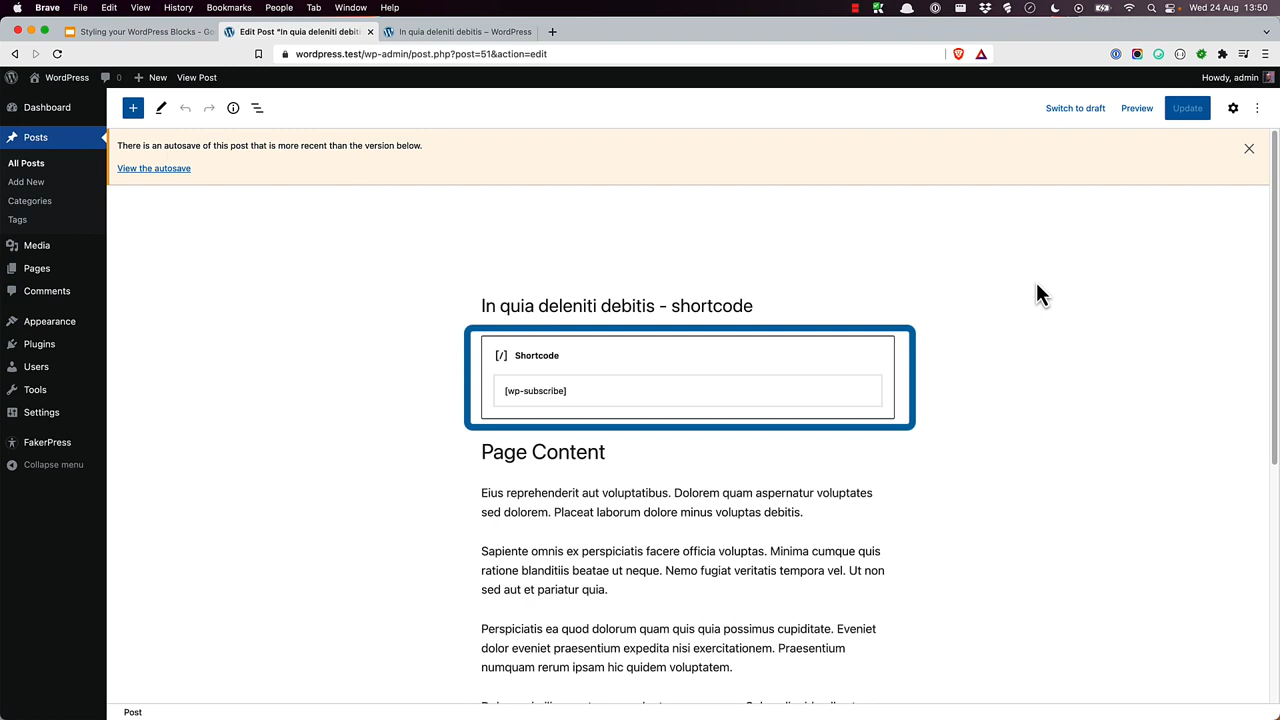 Brave File Edit View History Bookmarks People Tab Window Help Wed 24 Aug 13:50
Styling your WordPress Blocks - Go
Edit Post “In quia deleniti debiti
In quia deleniti debitis – WordPress
wordpress.test/wp-admin/post.php?post=51&action=edit
WordPress 0 New View Post Howdy, admin
Dashboard
Posts
All Posts
Add New
Categories
Tags
Media
Pages
Comments
Appearance
Plugins
Users
Tools
Settings
FakerPress
Collapse menu
Switch to draft Preview Update
There is an autosave of this post that is more recent than the version below.
View the autosave
In quia deleniti debitis - shortcode
[/] Shortcode
[wp-subscribe]
Page Content
Eius reprehenderit aut voluptatibus. Dolorem quam aspernatur voluptates
sed dolorem. Placeat laborum dolore minus voluptas debitis.
Sapiente omnis ex perspiciatis facere officia voluptas. Minima cumque quis
ratione blanditiis beatae ut neque. Nemo fugiat veritatis tempora vel. Ut non
sed aut et pariatur quia.
Perspiciatis ea quod dolorum quam quis quia possimus cupiditate. Eveniet
dolor eveniet praesentium expedita nisi exercitationem. Praesentium
numquam rerum ipsam hic quidem voluptatem.
Post